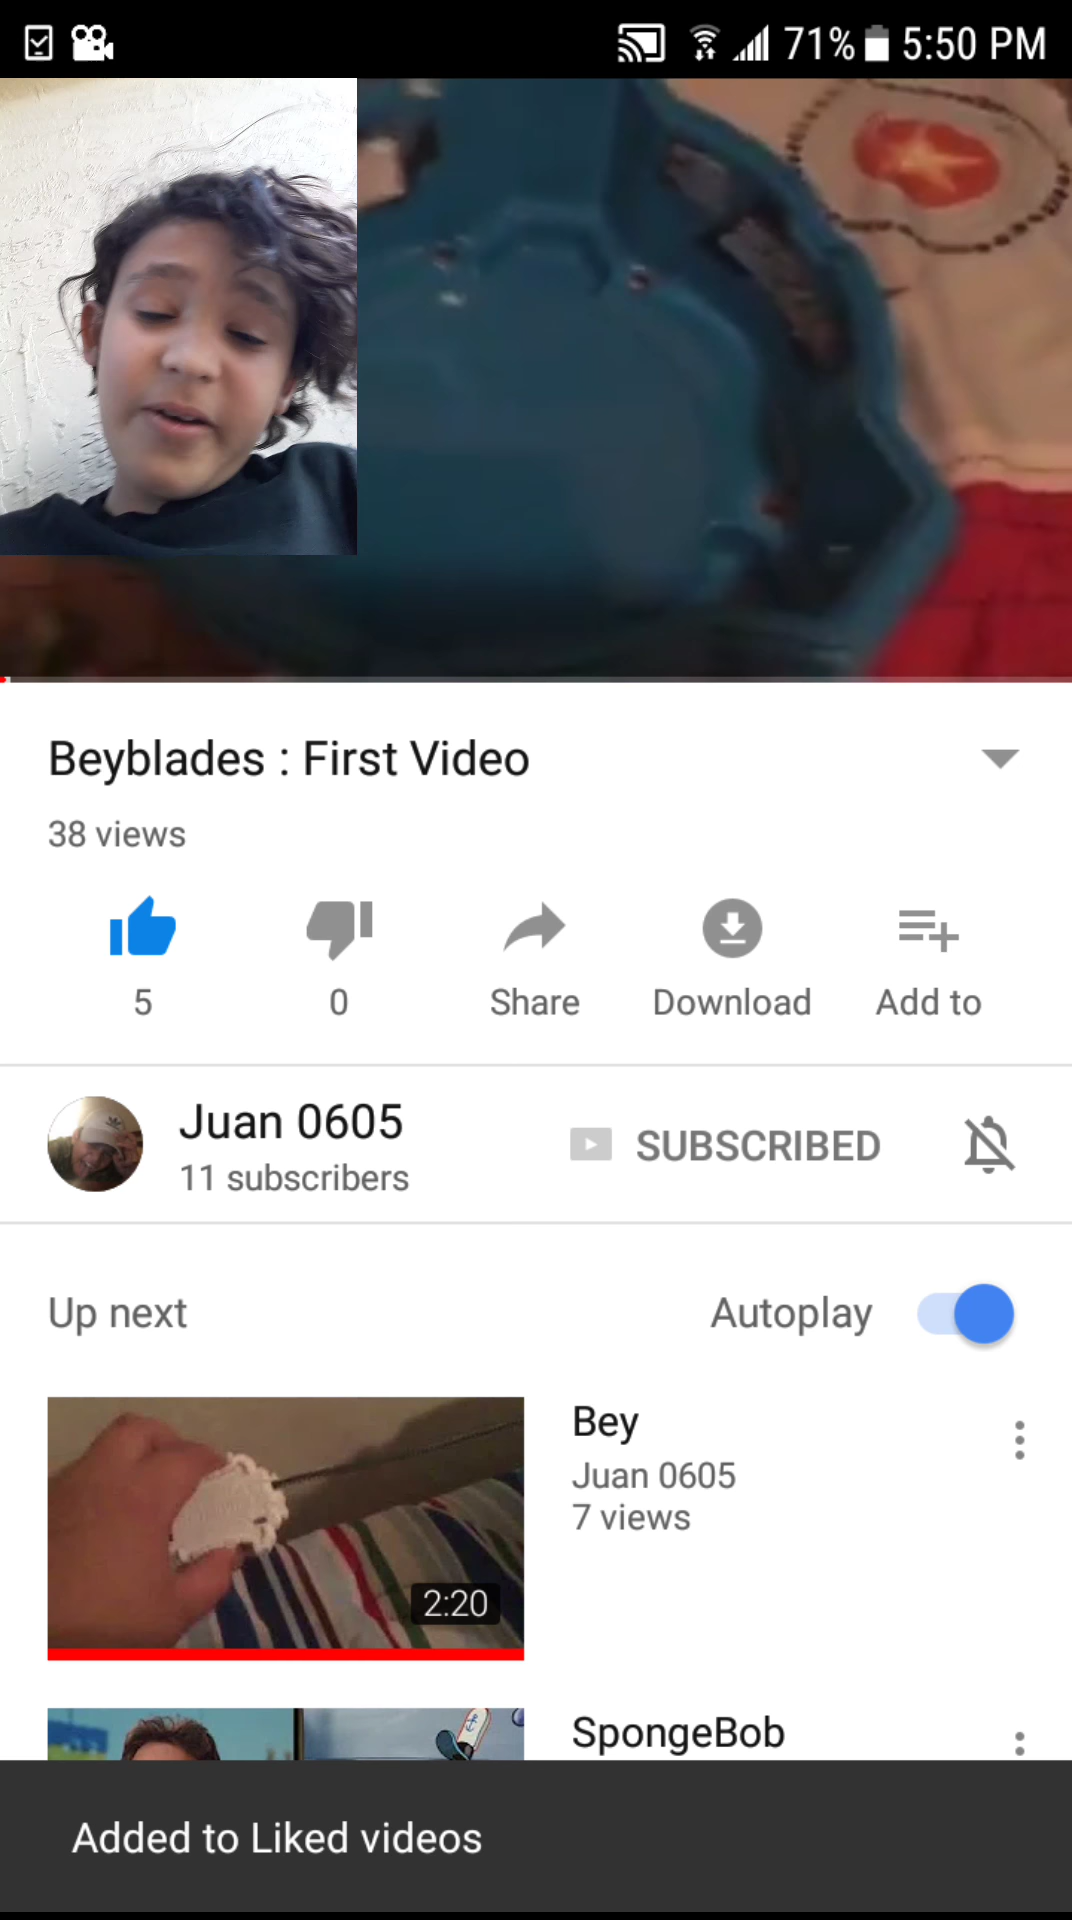 71% 5:50 PM
Beyblades : First Video
38 views
5 0 Share Download Add to
Juan 0605
11 subscribers
SUBSCRIBED
Up next Autoplay
Bey
Juan 0605
7 views
2:20
SpongeBob
Added to Liked videos